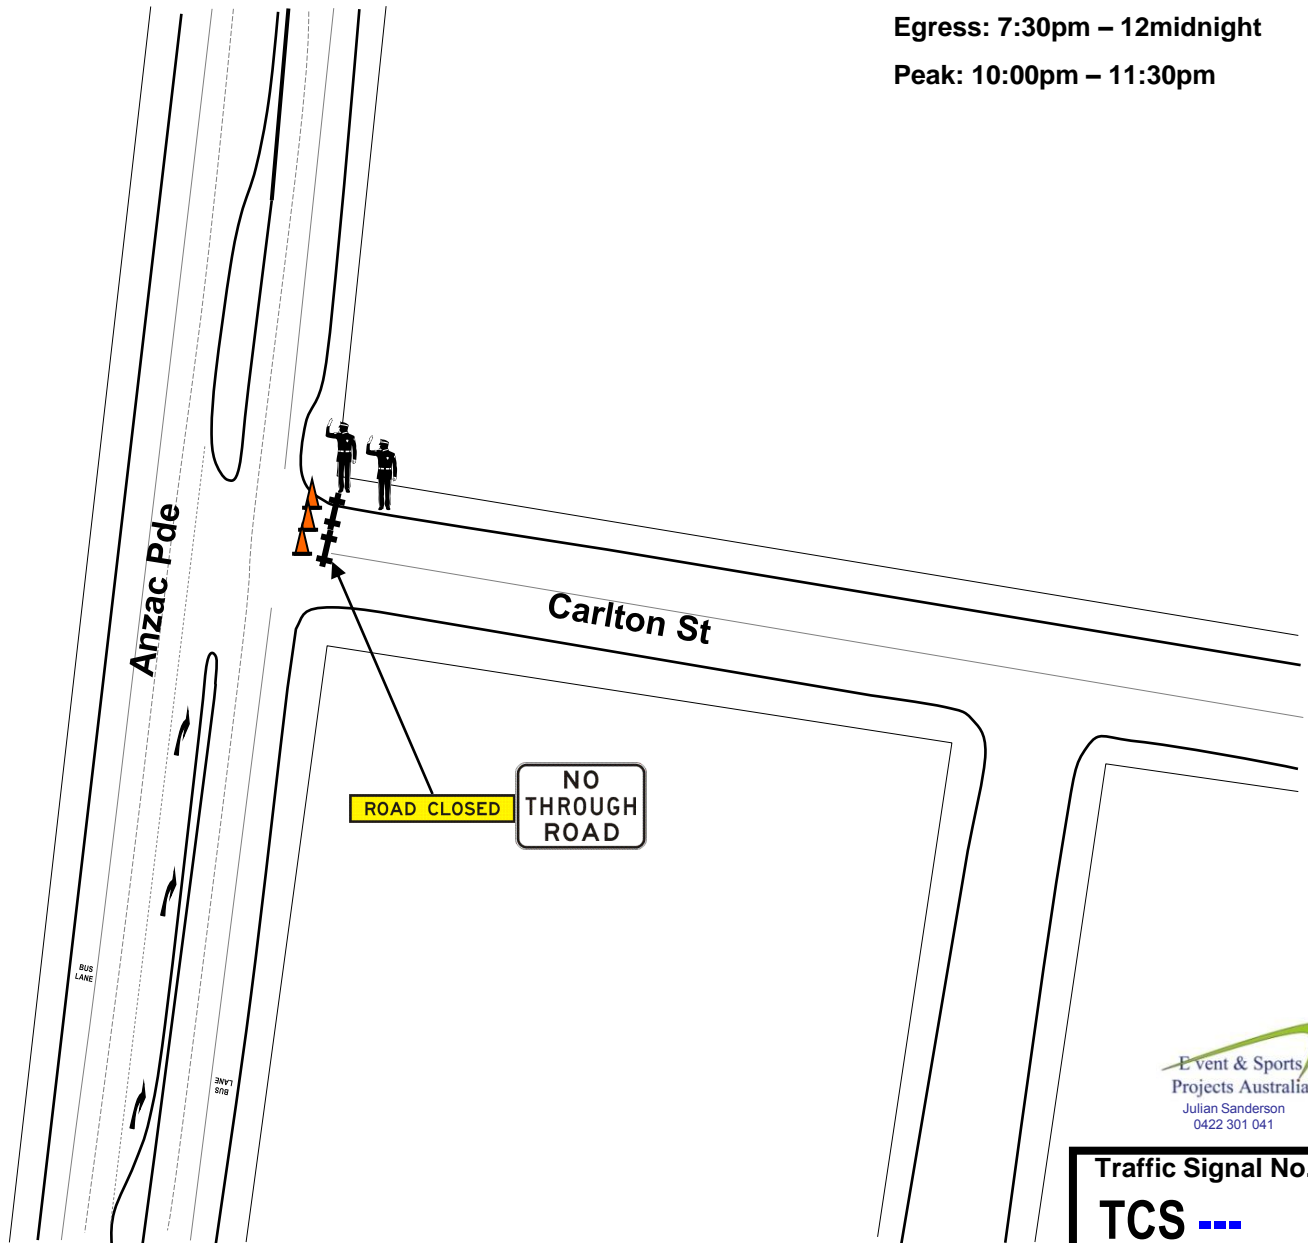 Egress: 7:30pm – 12midnight
Peak: 10:00pm – 11:30pm
Anzac Pde
Carlton St
ROAD CLOSED
NO
THROUGH
ROAD
BUS
LANE
BUS
LANE
Event & Sports
Projects Australia
Julian Sanderson
0422 301 041
Traffic Signal No.
TCS ---